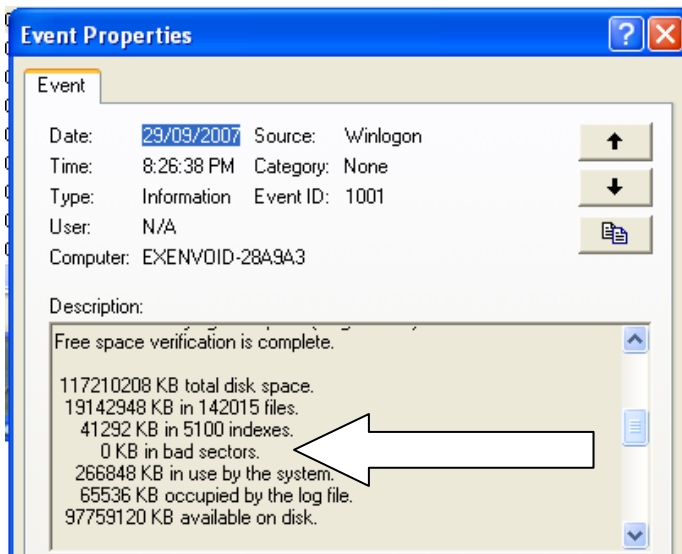 Event Properties
Event
Date: 29/09/2007 Source: Winlogon
Time: 8:26:38 PM Category: None
Type: Information Event ID: 1001
User: N/A
Computer: EXENVOID-28A9A3
Description:
Free space verification is complete.
117210208 KB total disk space.
19142948 KB in 142015 files.
41292 KB in 5100 indexes.
0 KB in bad sectors.
266848 KB in use by the system.
65536 KB occupied by the log file.
97759120 KB available on disk.